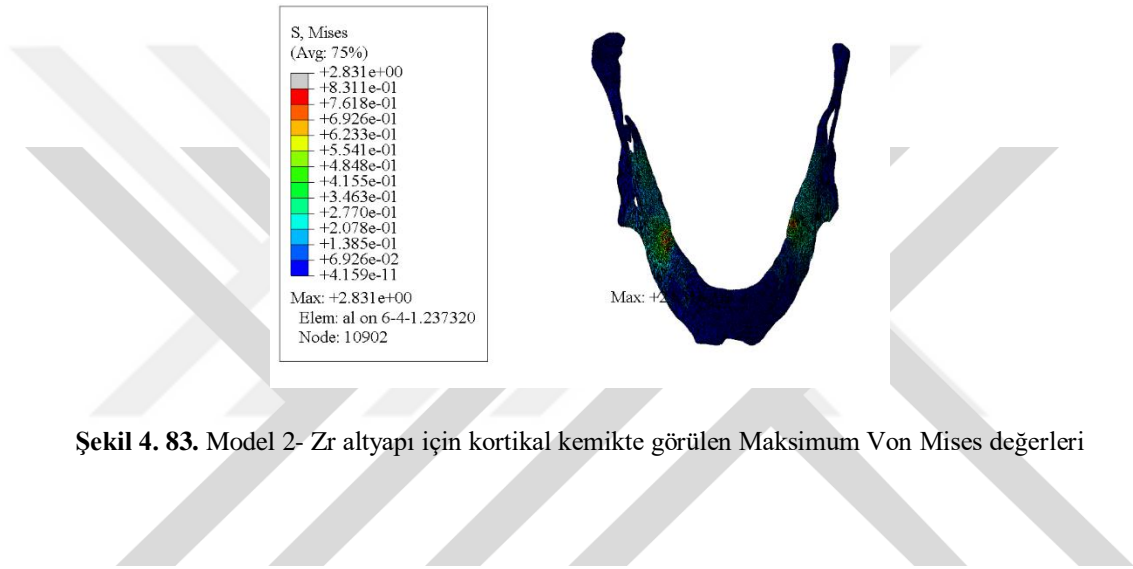 S, Mises
(Avg: 75%)
+2.831e+00
+8.311e-01
+7.618e-01
+6.926e-01
+6.233e-01
+5.541e-01
+4.848e-01
+4.155e-01
+3.463e-01
+2.770e-01
+2.078e-01
+1.385e-01
+6.926e-02
+4.159e-11
Max: +2.831e+00
Elem: al on 6-4-1.237320
Node: 10902
Max:
Şekil 4. 83. Model 2- Zr altyapı için kortikal kemikte görülen Maksimum Von Mises değerleri